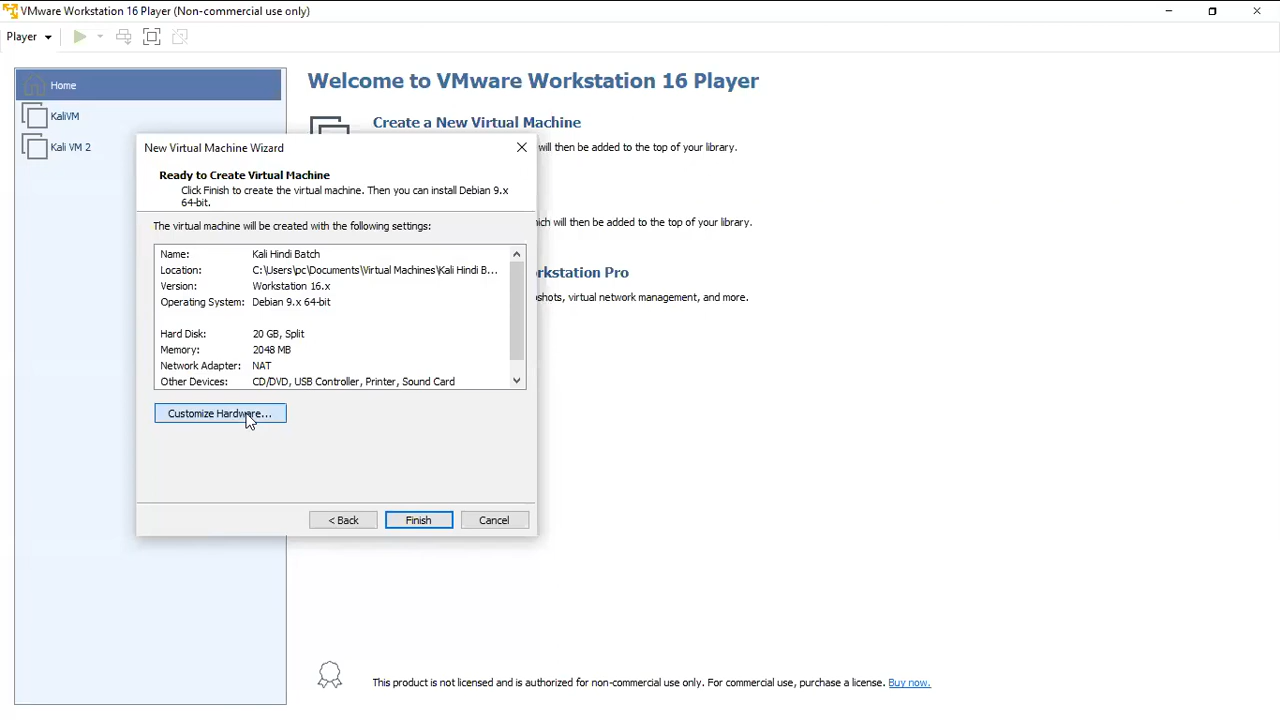 VMware Workstation 16 Player (Non-commercial use only)
Player
Home
KaliVM
Kali VM 2
Welcome to VMware Workstation 16 Player
Create a New Virtual Machine
will then be added to the top of your library.
ich will then be added to the top of your library.
rkstation Pro
shots, virtual network management, and more.
New Virtual Machine Wizard
Ready to Create Virtual Machine
Click Finish to create the virtual machine. Then you can install Debian 9.x
64-bit.
The virtual machine will be created with the following settings:
Name: Kali Hindi Batch
Location: C:\Users\pc\Documents\Virtual Machines\Kali Hindi B...
Version: Workstation 16.x
Operating System: Debian 9.x 64-bit
Hard Disk: 20 GB, Split
Memory: 2048 MB
Network Adapter: NAT
Other Devices: CD/DVD, USB Controller, Printer, Sound Card
Customize Hardware...
< Back Finish Cancel
This product is not licensed and is authorized for non-commercial use only. For commercial use, purchase a license. Buy now.